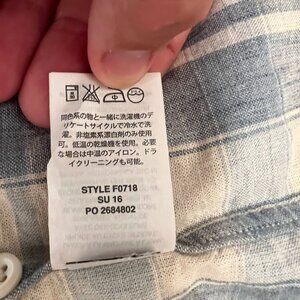 同色系の物と一緒に洗濯機のデ
リケートサイクルで冷水で洗
濯。非塩素系漂白剤のみ使用
可。低温の乾燥機を使用。必要
な場合は中温のアイロン。ドラ
イクリーニングも可能。
STYLE F0718
SU 16
PO 2684802